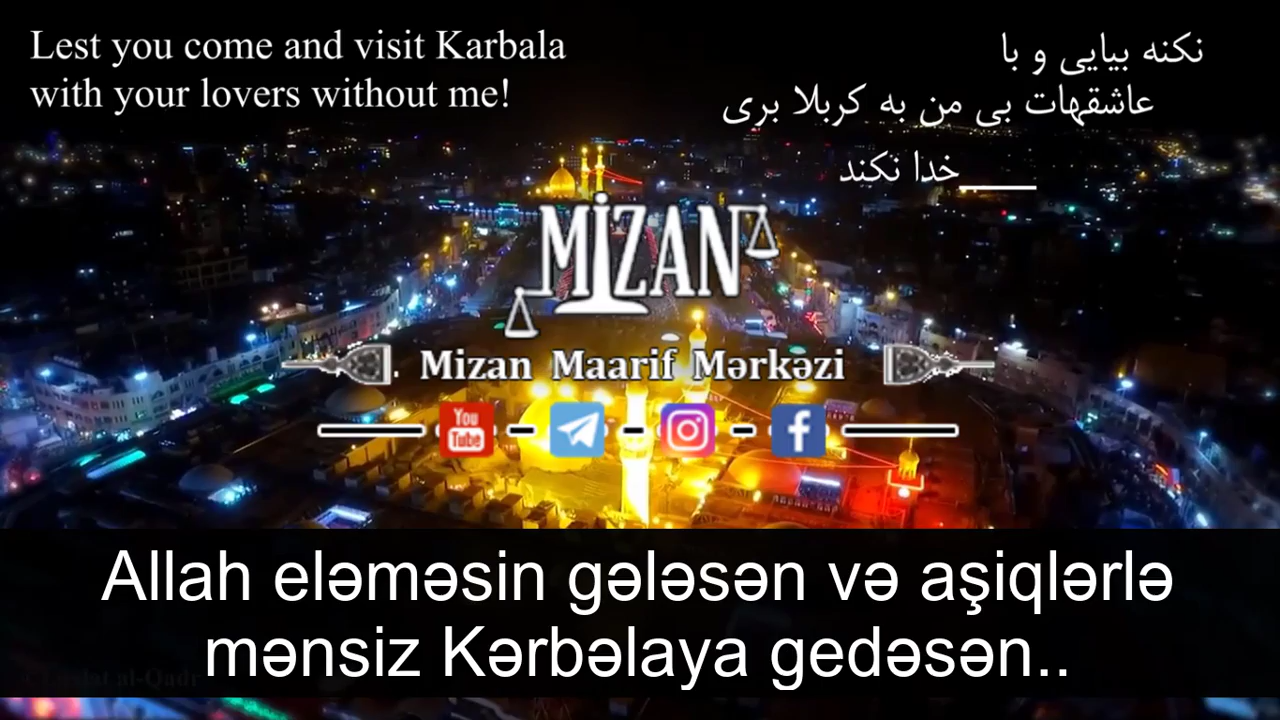 Lest you come and visit Karbala
with your lovers without me!
نکنه بیایی و با
عاشقهات بی من به کربلا بری
خدا نکند
MİZAN
Mizan Maarif Mərkəzi
You
Tube
Allah eləməsin gələsən və aşiqlərlə
mənsiz Kərbəlaya gedəsən..